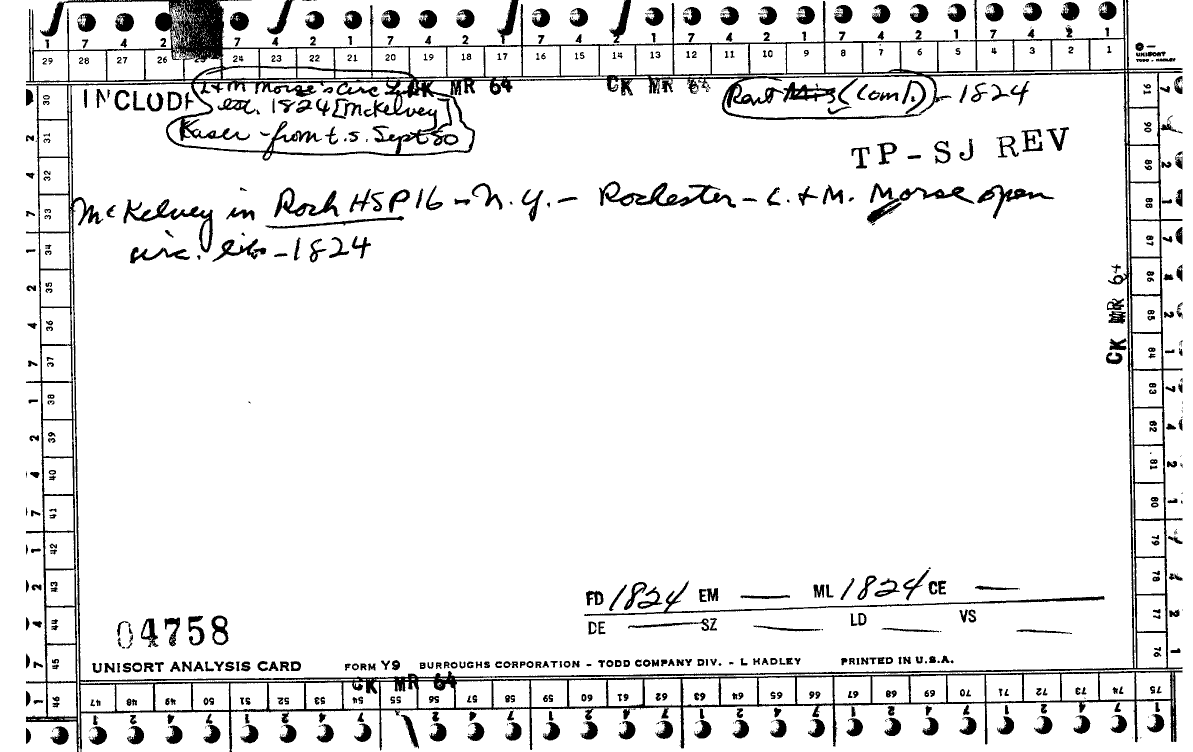 1 7 4 2 7 4 2 1 7 4 2 1 7 4 2 1 7 4 2 1 7 4 2 1
29 28 27 26 24 23 22 21 20 19 18 17 16 15 14 13 12 11 10 9 8 7 6 5 4 3 2 1
UNISORT
TODD - HADLEY
L+M Morse's Circ Lib CK MR 64 CK MR 64
INCLUDE est. 1824 [McKelvey] Rent Mis (Coml). - 1824
Kaser - from t.s. Sept 80
TP-SJ REV
McKelvey in Roch HSP 16 - N.Y. - Rochester - L. + M. Morse open
circ. lib - 1824
CK MR 64
30 31 32 33 34 35 36 37 38 39 40 41 42 43 44 45 46
91 90 89 88 87 86 85 84 83 82 81 80 79 78 77 76
FD 1824 EM — ML 1824 CE —
DE — SZ — LD — VS —
04758
UNISORT ANALYSIS CARD FORM Y9 BURROUGHS CORPORATION - TODD COMPANY DIV. - L HADLEY PRINTED IN U.S.A.
CK MR 64
47 48 49 50 51 52 53 54 55 56 57 58 59 60 61 62 63 64 65 66 67 68 69 70 71 72 73 74 75